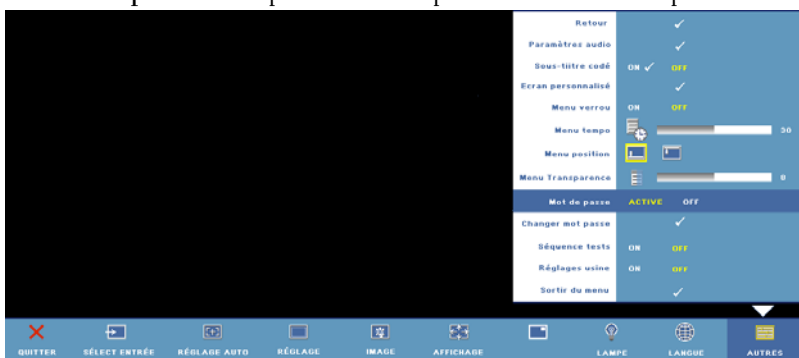 Retour
Paramètrez audio
Sous-tiitre codé ON OFF
Ecran personnalisé
Menu verrou ON OFF
Menu tempo 30
Menu position
Menu Transparence 0
Mot de passe ACTIVE OFF
Changer mot passe
Séquence tests ON OFF
Réglages usine ON OFF
Sortir du menu
QUITTER SÉLECT ENTRÉE RÉGLAGE AUTO RÉGLAGE IMAGE AFFICHAGE LAMPE LANGUE AUTRES